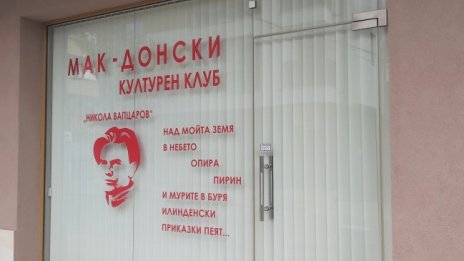 МАК-ДОНСКИ
КУЛТУРЕН КЛУБ
„НИКОЛА ВАПЦАРОВ"
НАД МОЙТА ЗЕМЯ
В НЕБЕТО
ОПИРА
ПИРИН
И МУРИТЕ В БУРЯ
ИЛИНДЕНСКИ
ПРИКАЗКИ ПЕЯТ...